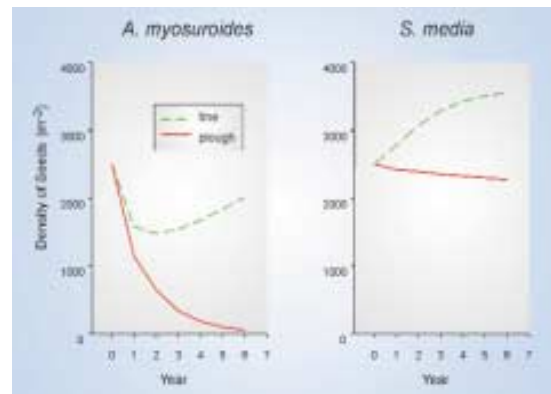 A. myosuroides
S. media
Density of Seeds (m⁻²)
4000
3000
2000
1000
0
tine
plough
0 1 2 3 4 5 6 7
Year
4000
3000
2000
1000
0
0 1 2 3 4 5 6 7
Year